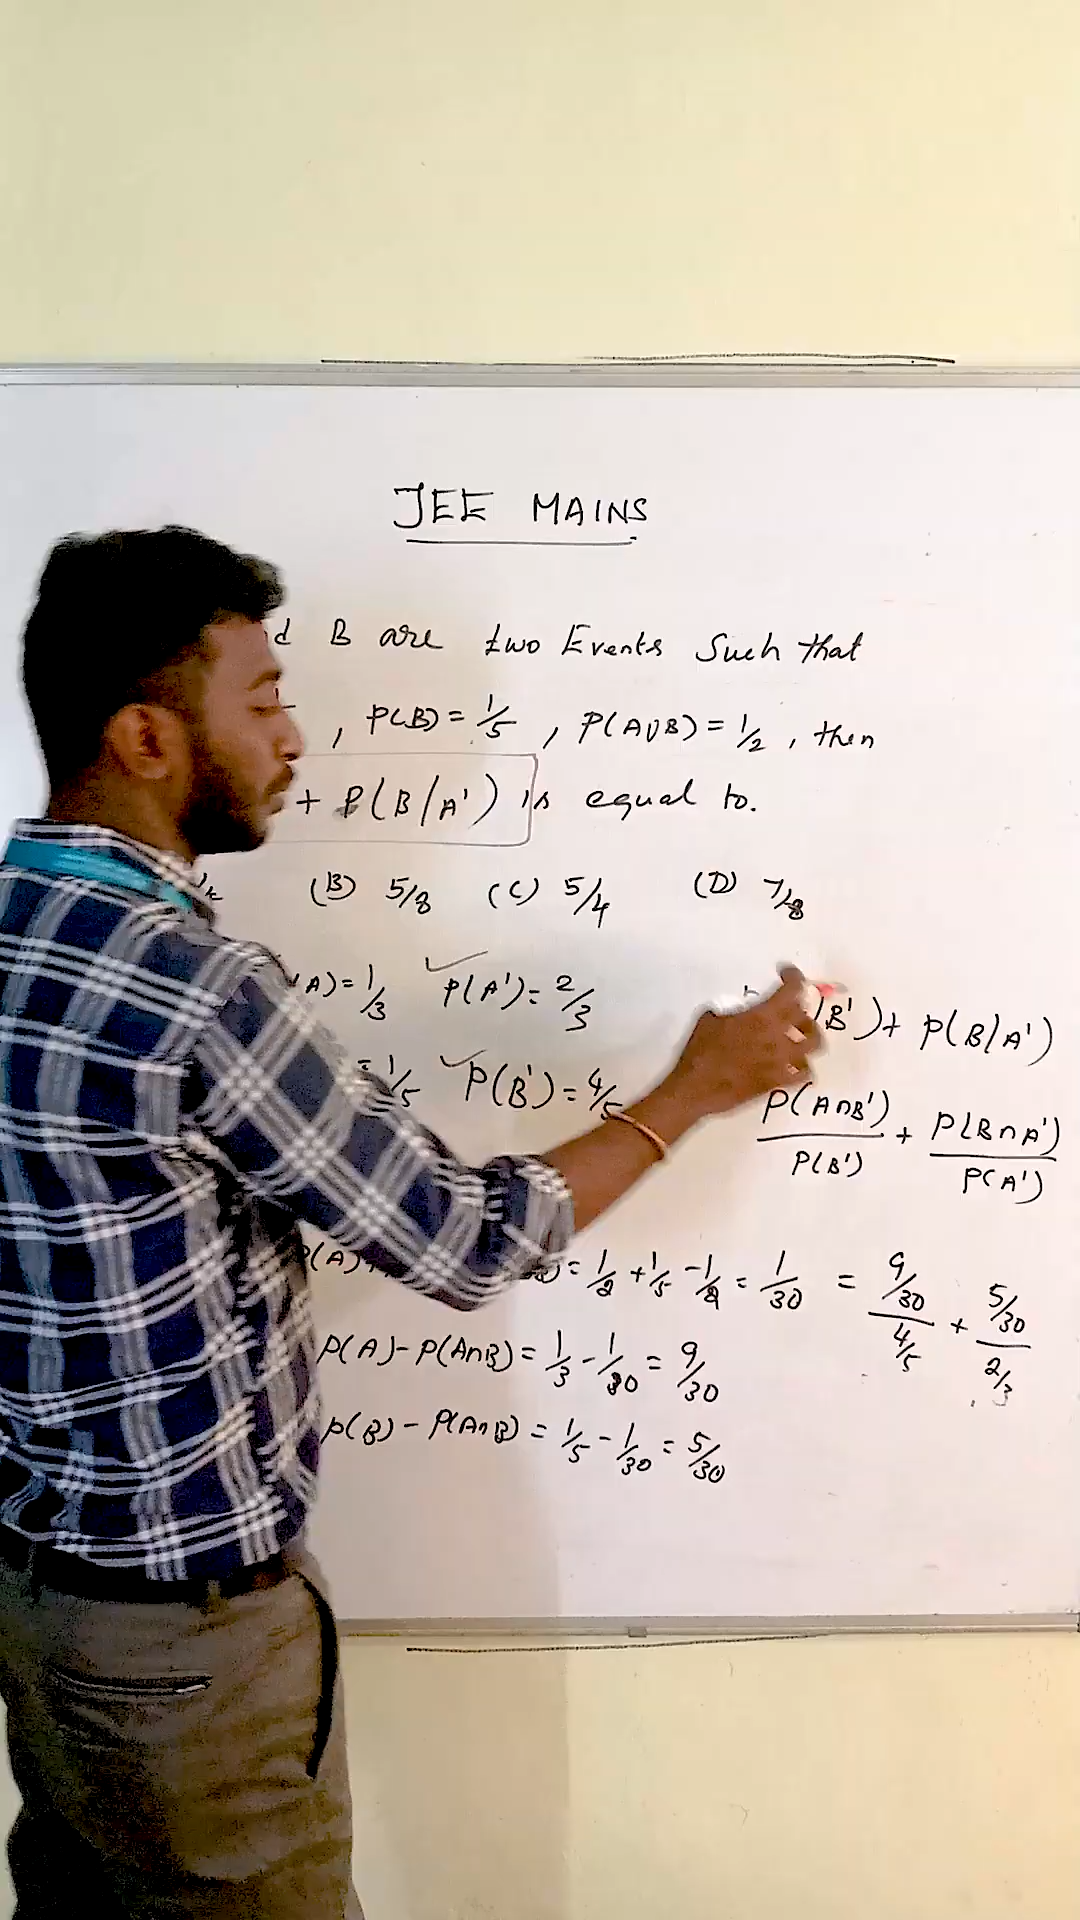 JEE MAINS
B are two Events Such that
, P(B) = 1/5 , P(A∪B) = 1/2 , then
+ P(B/A') is equal to.
(B) 5/8 (C) 5/4 (D) 7/8
A) = 1/3 ✓ P(A') = 2/3
= 1/5 ✓ P(B') = 4/5
/B') + P(B/A')
P(A∩B')/P(B') + P(B∩A')/P(A')
P(A) = 1/2 + 1/5 - 1/2 = 1/30 = 9/30/4/5 + 5/30/2/3
P(A) - P(A∩B) = 1/3 - 1/30 = 9/30
P(B) - P(A∩B) = 1/5 - 1/30 = 5/30